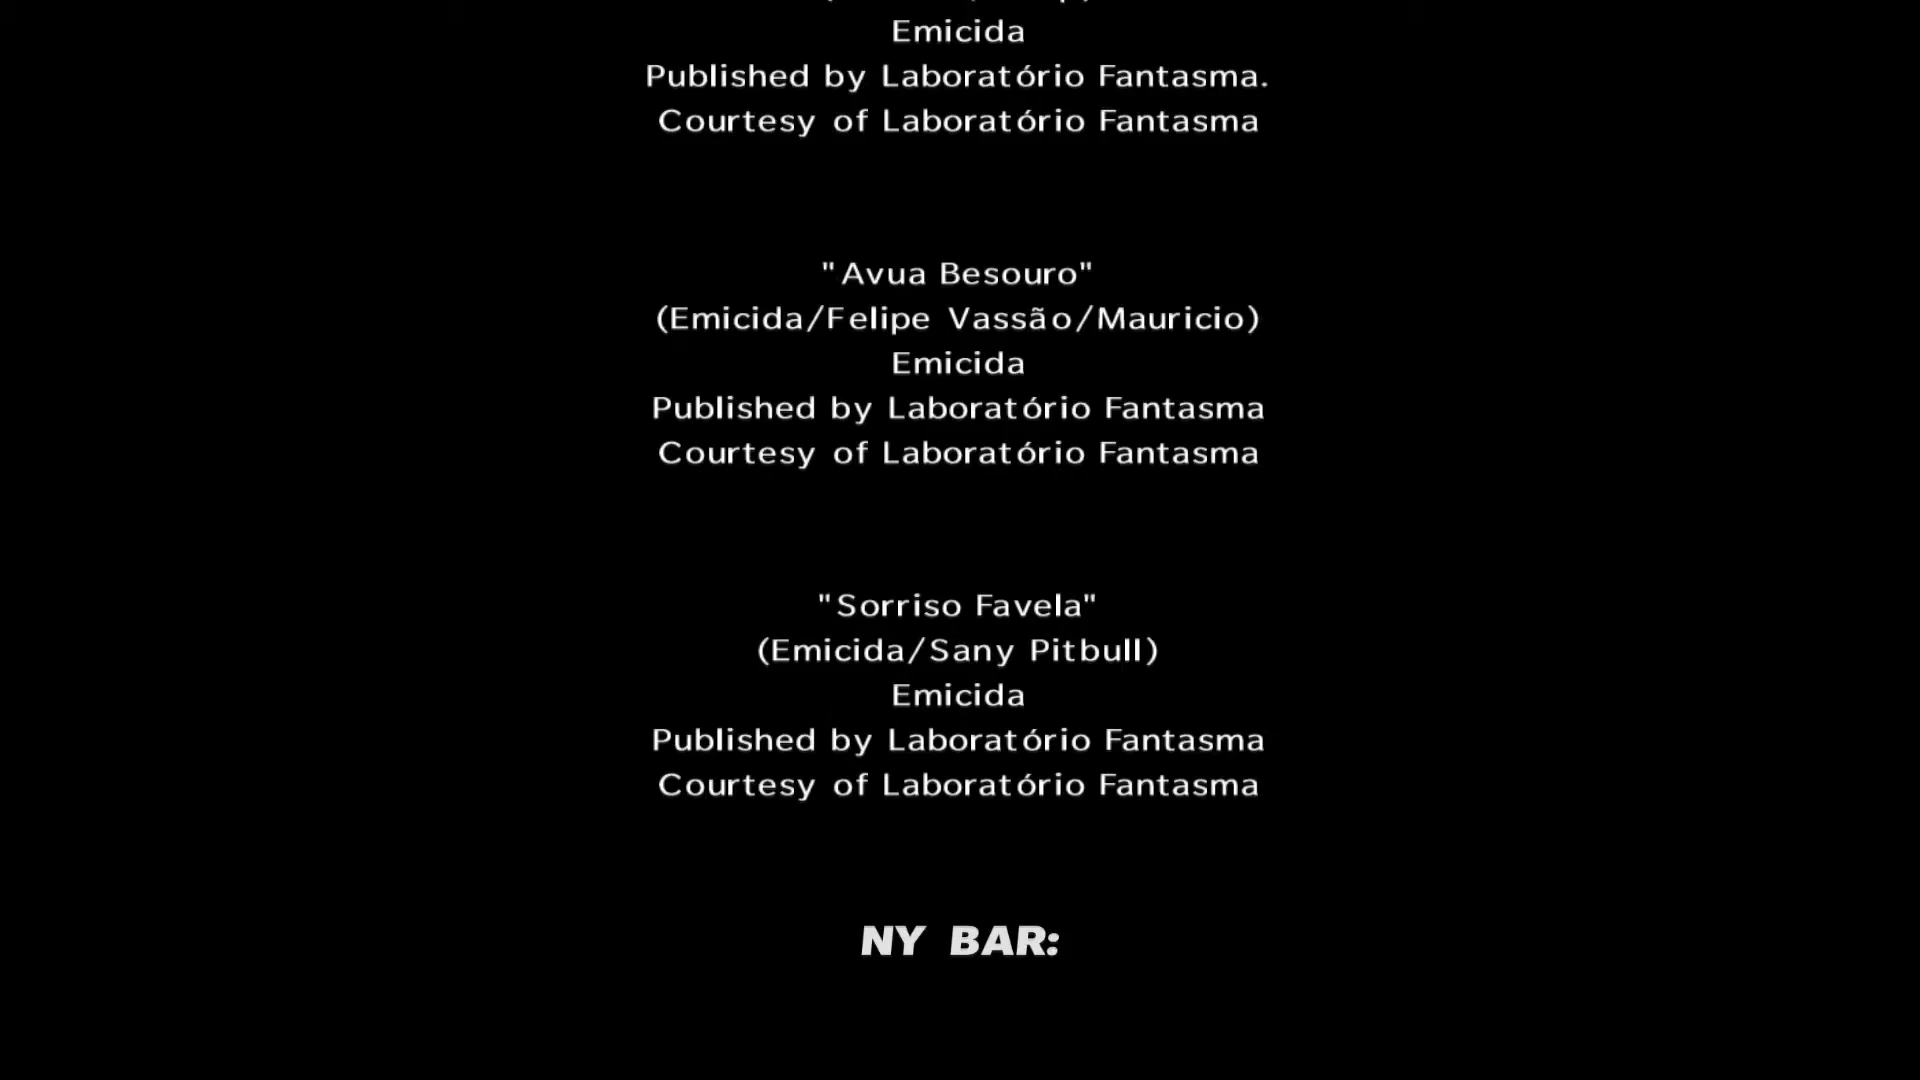 Emicida
Published by Laboratório Fantasma.
Courtesy of Laboratório Fantasma
"Avua Besouro"
(Emicida/Felipe Vassão/Mauricio)
Emicida
Published by Laboratório Fantasma
Courtesy of Laboratório Fantasma
"Sorriso Favela"
(Emicida/Sany Pitbull)
Emicida
Published by Laboratório Fantasma
Courtesy of Laboratório Fantasma
NY BAR: